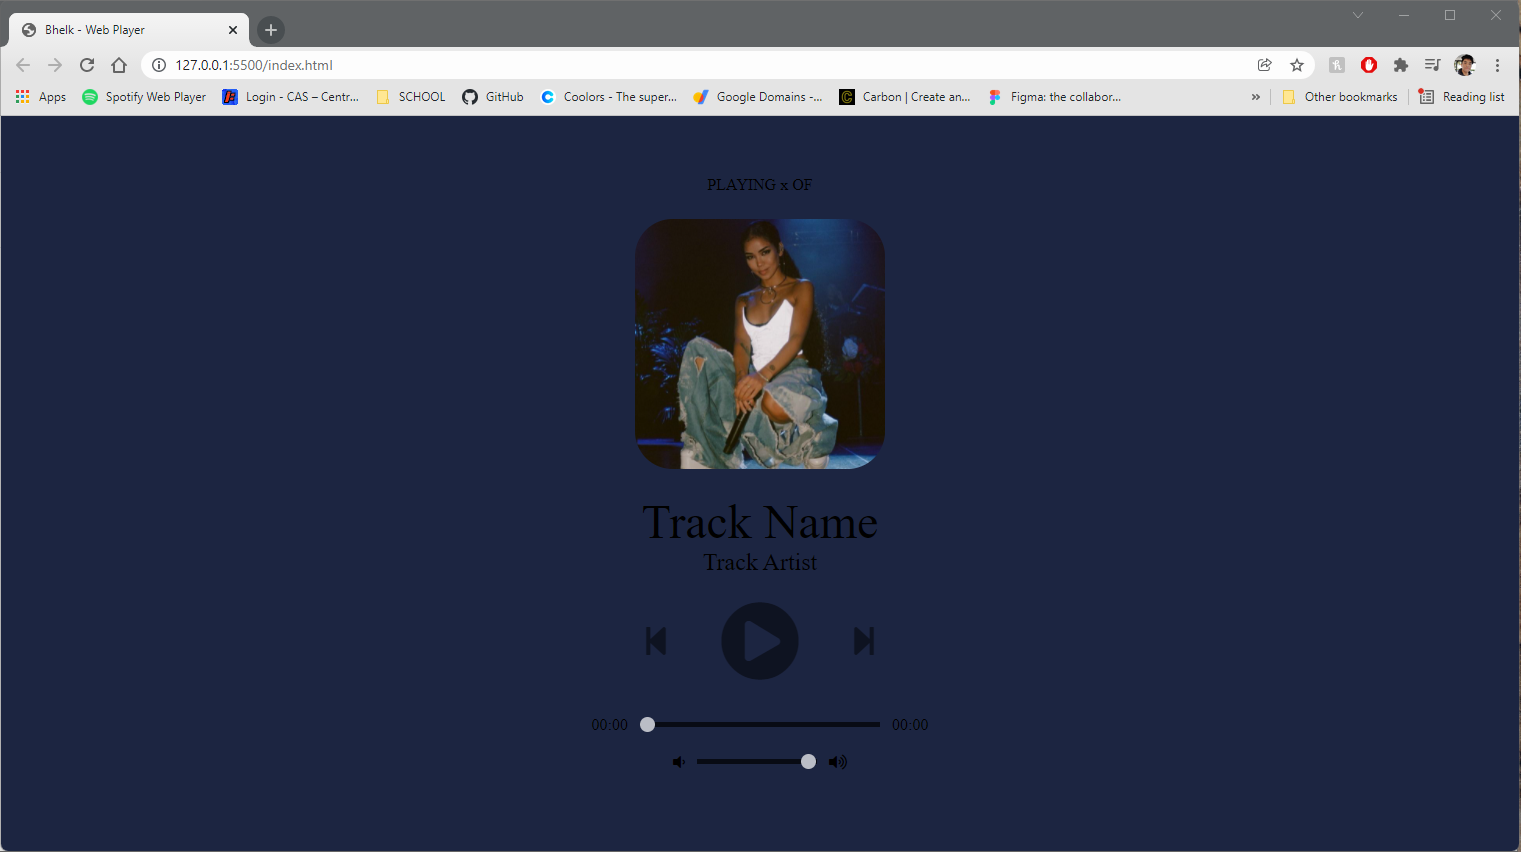 Bhelk - Web Player
127.0.0.1:5500/index.html
Apps Spotify Web Player Login - CAS – Centr... SCHOOL GitHub Coolors - The super... Google Domains -... Carbon | Create an... Figma: the collabor... » Other bookmarks Reading list
PLAYING x OF
Track Name
Track Artist
00:00 00:00